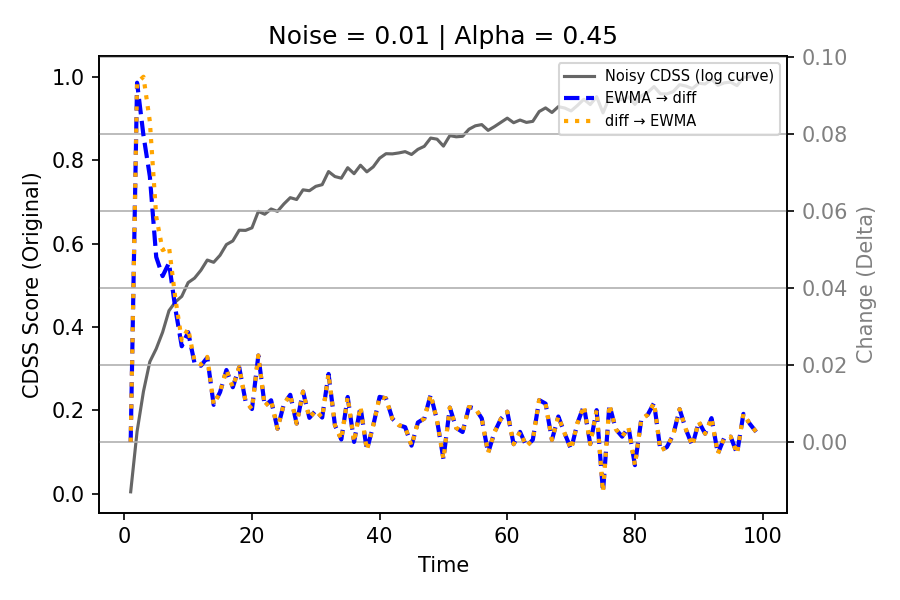 Noise = 0.01 | Alpha = 0.45
Noisy CDSS (log curve)
EWMA → diff
diff → EWMA
CDSS Score (Original)
1.0
0.8
0.6
0.4
0.2
0.0
0.10
0.08
0.06
0.04
0.02
0.00
Change (Delta)
0 20 40 60 80 100
Time